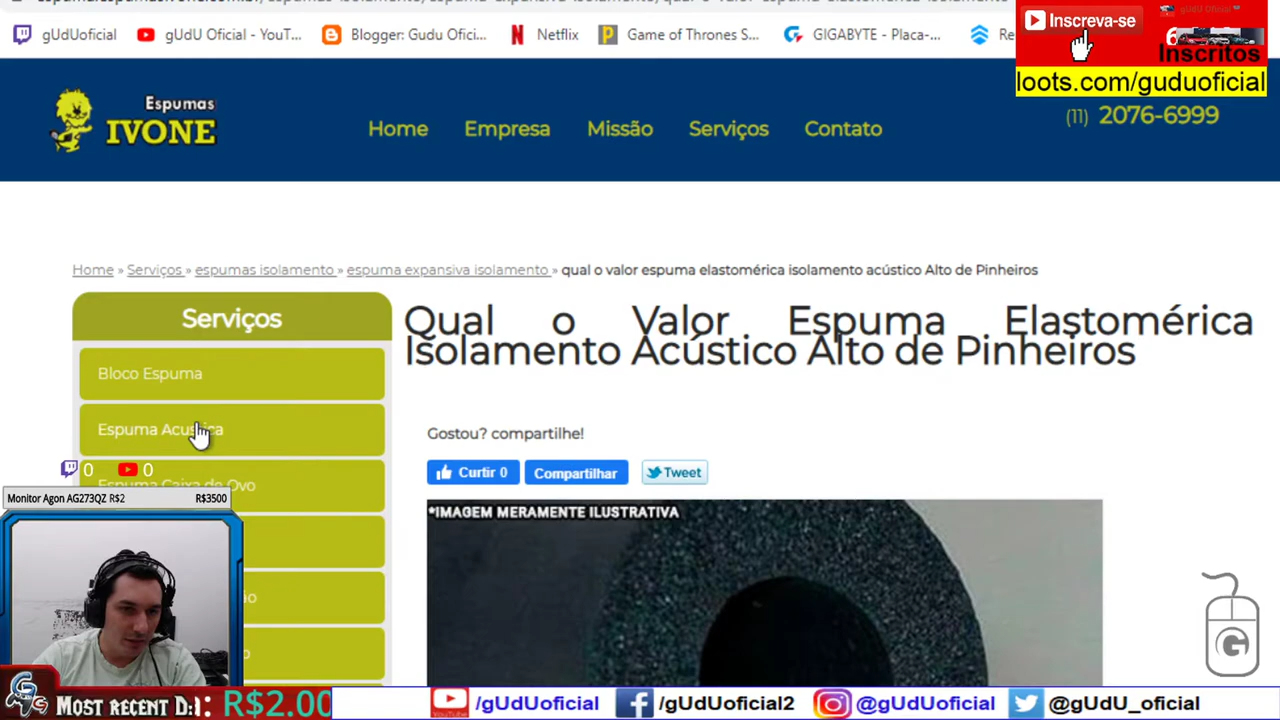 gUdUoficial
gUdU Oficial - YouT...
Blogger: Gudu Ofici...
Netflix
Game of Thrones S...
GIGABYTE - Placa-...
Inscreva-se
Inscritos
loots.com/guduoficial
Espumas
IVONE
Home
Empresa
Missão
Serviços
Contato
(11) 2076-6999
Home » Serviços » espumas isolamento » espuma expansiva isolamento » qual o valor espuma elastomérica isolamento acústico Alto de Pinheiros
Serviços
Bloco Espuma
Espuma Acustica
Espuma Caixa de Ovo
Qual o Valor Espuma Elastomérica
Isolamento Acústico Alto de Pinheiros
Gostou? compartilhe!
Curtir 0
Compartilhar
Tweet
*IMAGEM MERAMENTE ILUSTRATIVA
0
0
Monitor Agon AG273QZ R$2 R$3500
Most recent D.): R$2.00
/gUdUoficial
/gUdUoficial2
@gUdUoficial
@gUdU_oficial